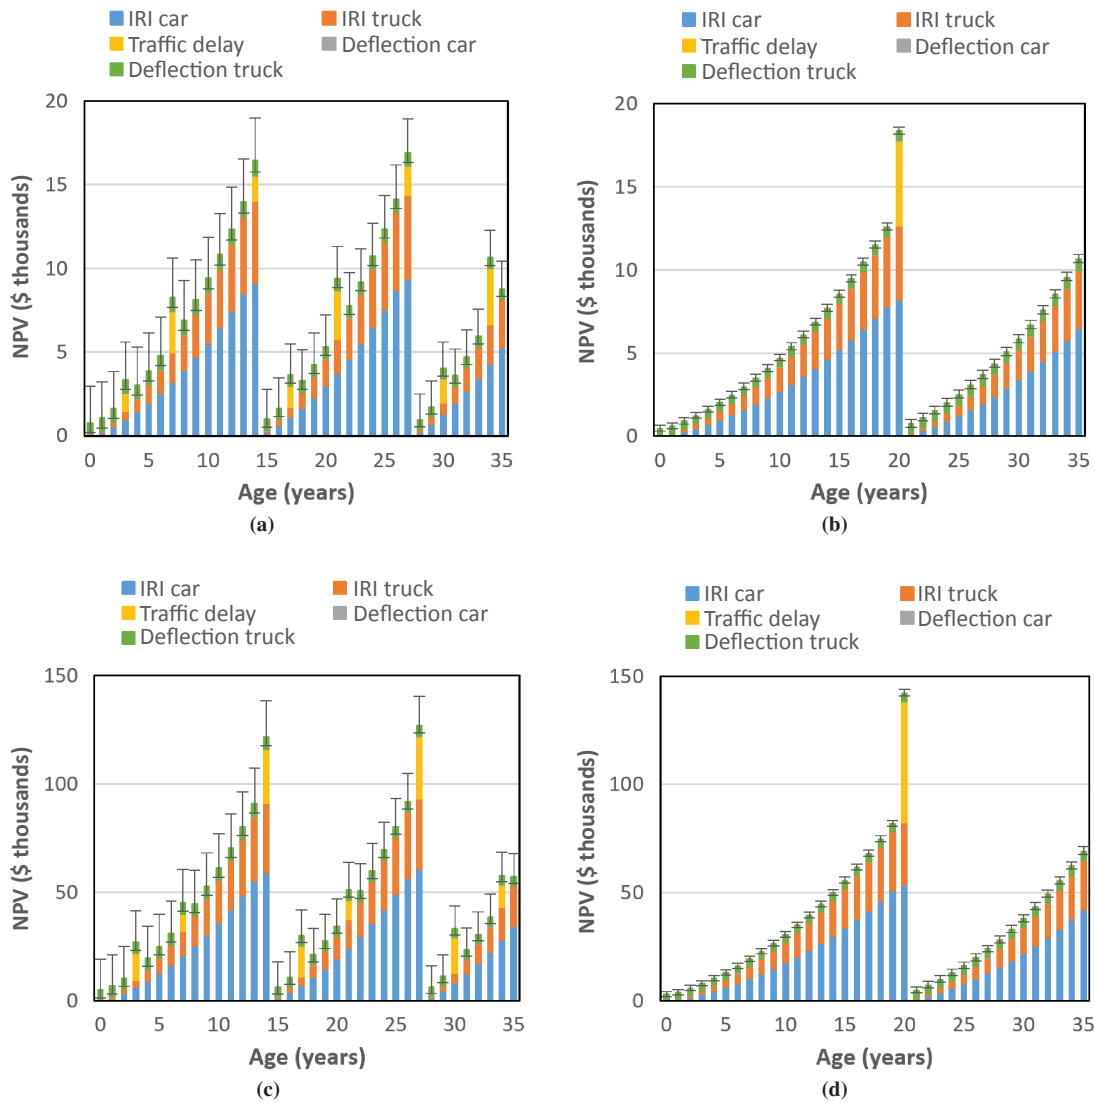 IRI car IRI truck
Traffic delay Deflection car
Deflection truck
20
15
10
5
0
NPV ($ thousands)
0 5 10 15 20 25 30 35
Age (years)
(a)
IRI car IRI truck
Traffic delay Deflection car
Deflection truck
20
15
10
5
0
NPV ($ thousands)
0 5 10 15 20 25 30 35
Age (years)
(b)
IRI car IRI truck
Traffic delay Deflection car
Deflection truck
150
100
50
0
NPV ($ thousands)
0 5 10 15 20 25 30 35
Age (years)
(c)
IRI car IRI truck
Traffic delay Deflection car
Deflection truck
150
100
50
0
NPV ($ thousands)
0 5 10 15 20 25 30 35
Age (years)
(d)